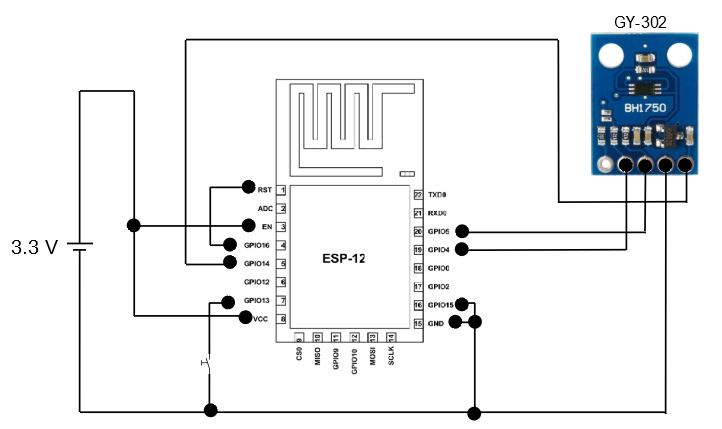 GY-302
BH1750
RST 1
ADC 2
EN 3
GPIO16 4
GPIO14 5
GPIO12 6
GPIO13 7
VCC 8
3.3 V
ESP-12
22 TXD0
21 RXD0
20 GPIO5
19 GPIO4
18 GPIO0
17 GPIO2
16 GPIO15
15 GND
9 10 11 12 13 14
CS0 MISO GPIO9 GPIO10 MOSI SCLK